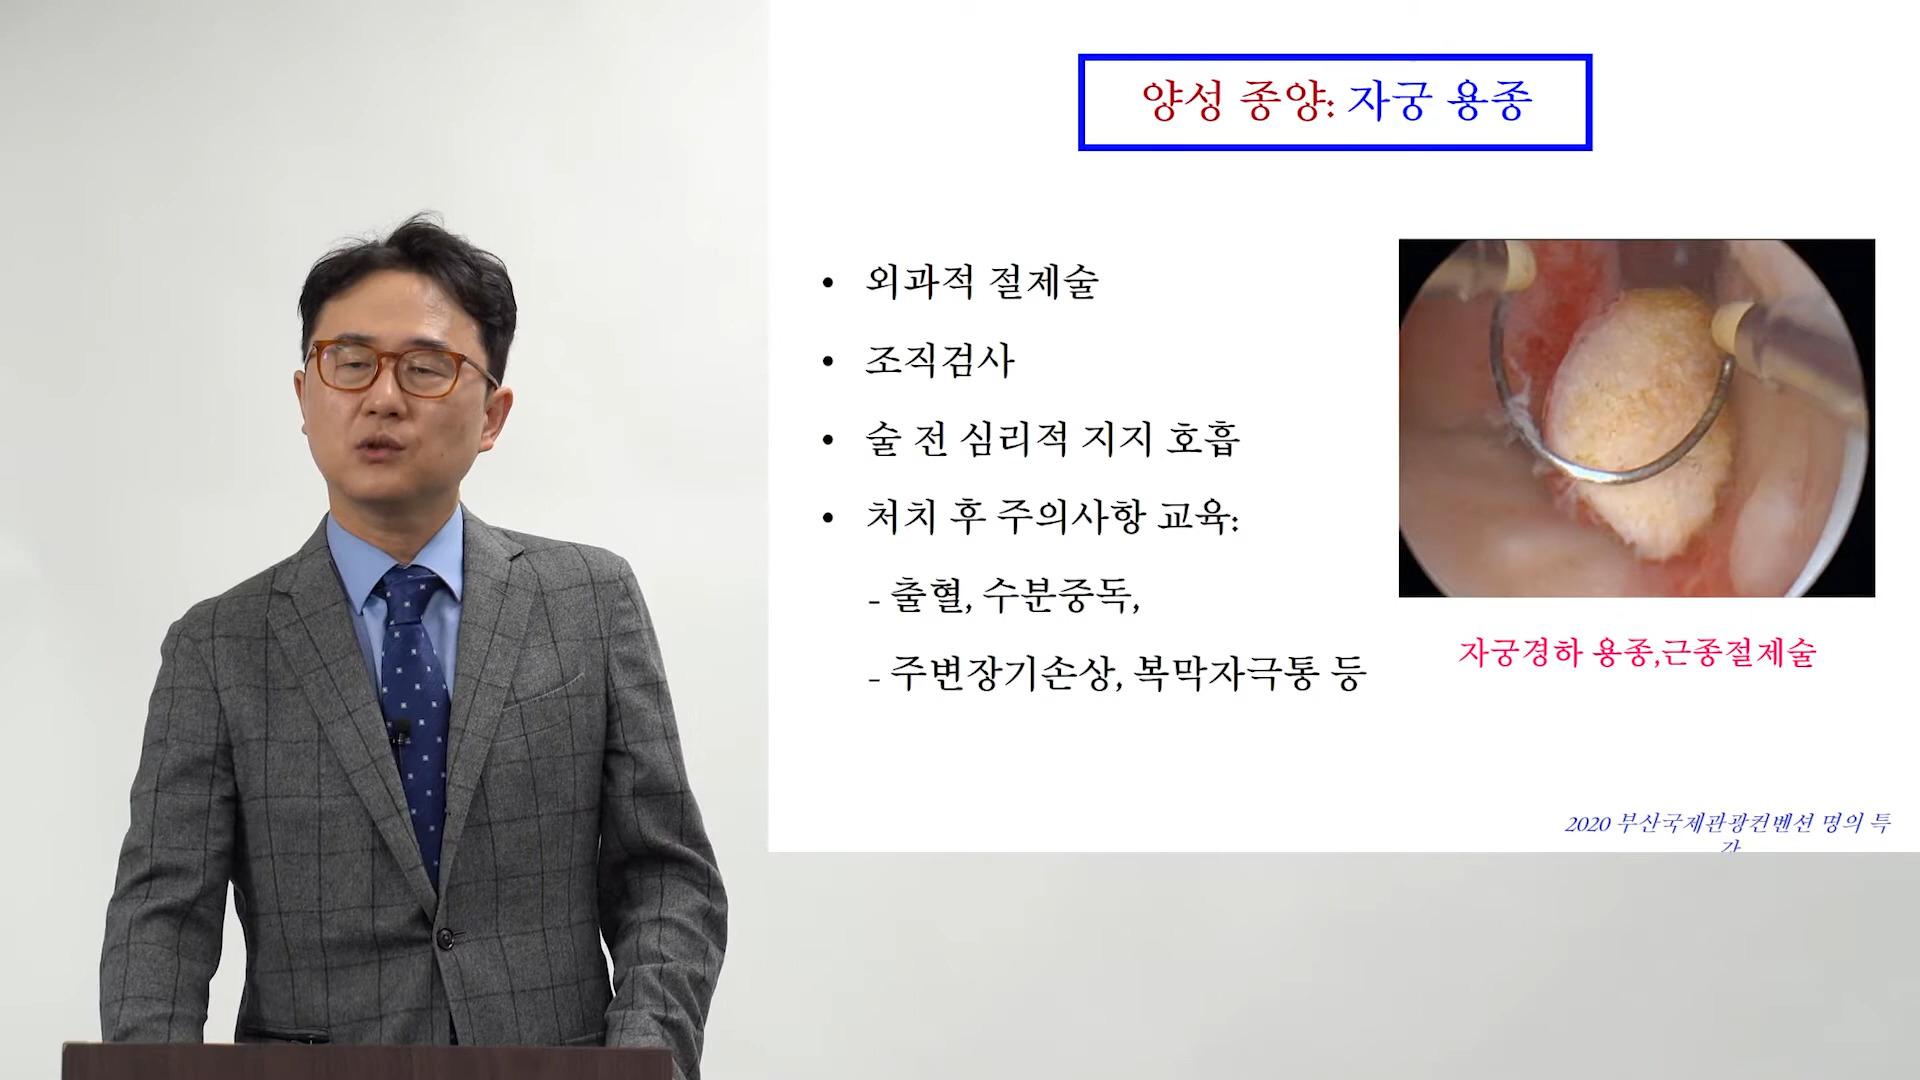 양성 종양: 자궁 용종
• 외과적 절제술
• 조직검사
• 술 전 심리적 지지 호흡
• 처치 후 주의사항 교육:
- 출혈, 수분중독,
- 주변장기손상, 복막자극통 등
자궁경하 용종,근종절제술
2020 부산국제관광컨벤션 명의 특
강